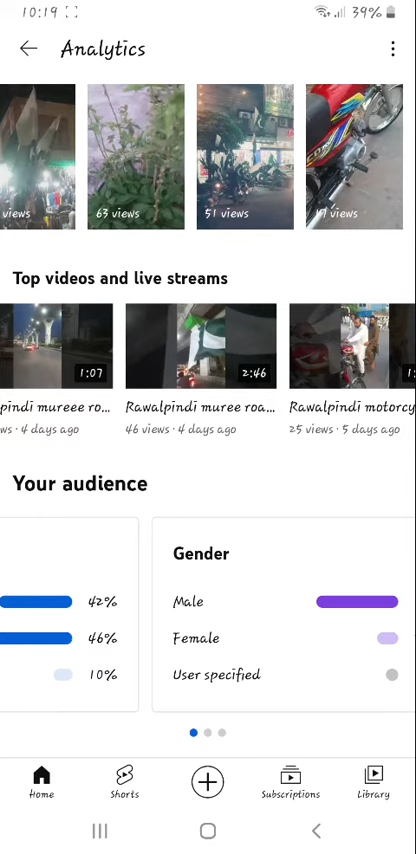 10:19 39%
Analytics
views 63 views 51 views views
Top videos and live streams
1:07 2:46 1:
pindi mureee ro... Rawalpindi muree roa... Rawalpindi motorcy
ws · 4 days ago 46 views · 4 days ago 25 views · 5 days ago
Your audience
Gender
42% Male
46% Female
10% User specified
Home Shorts Subscriptions Library